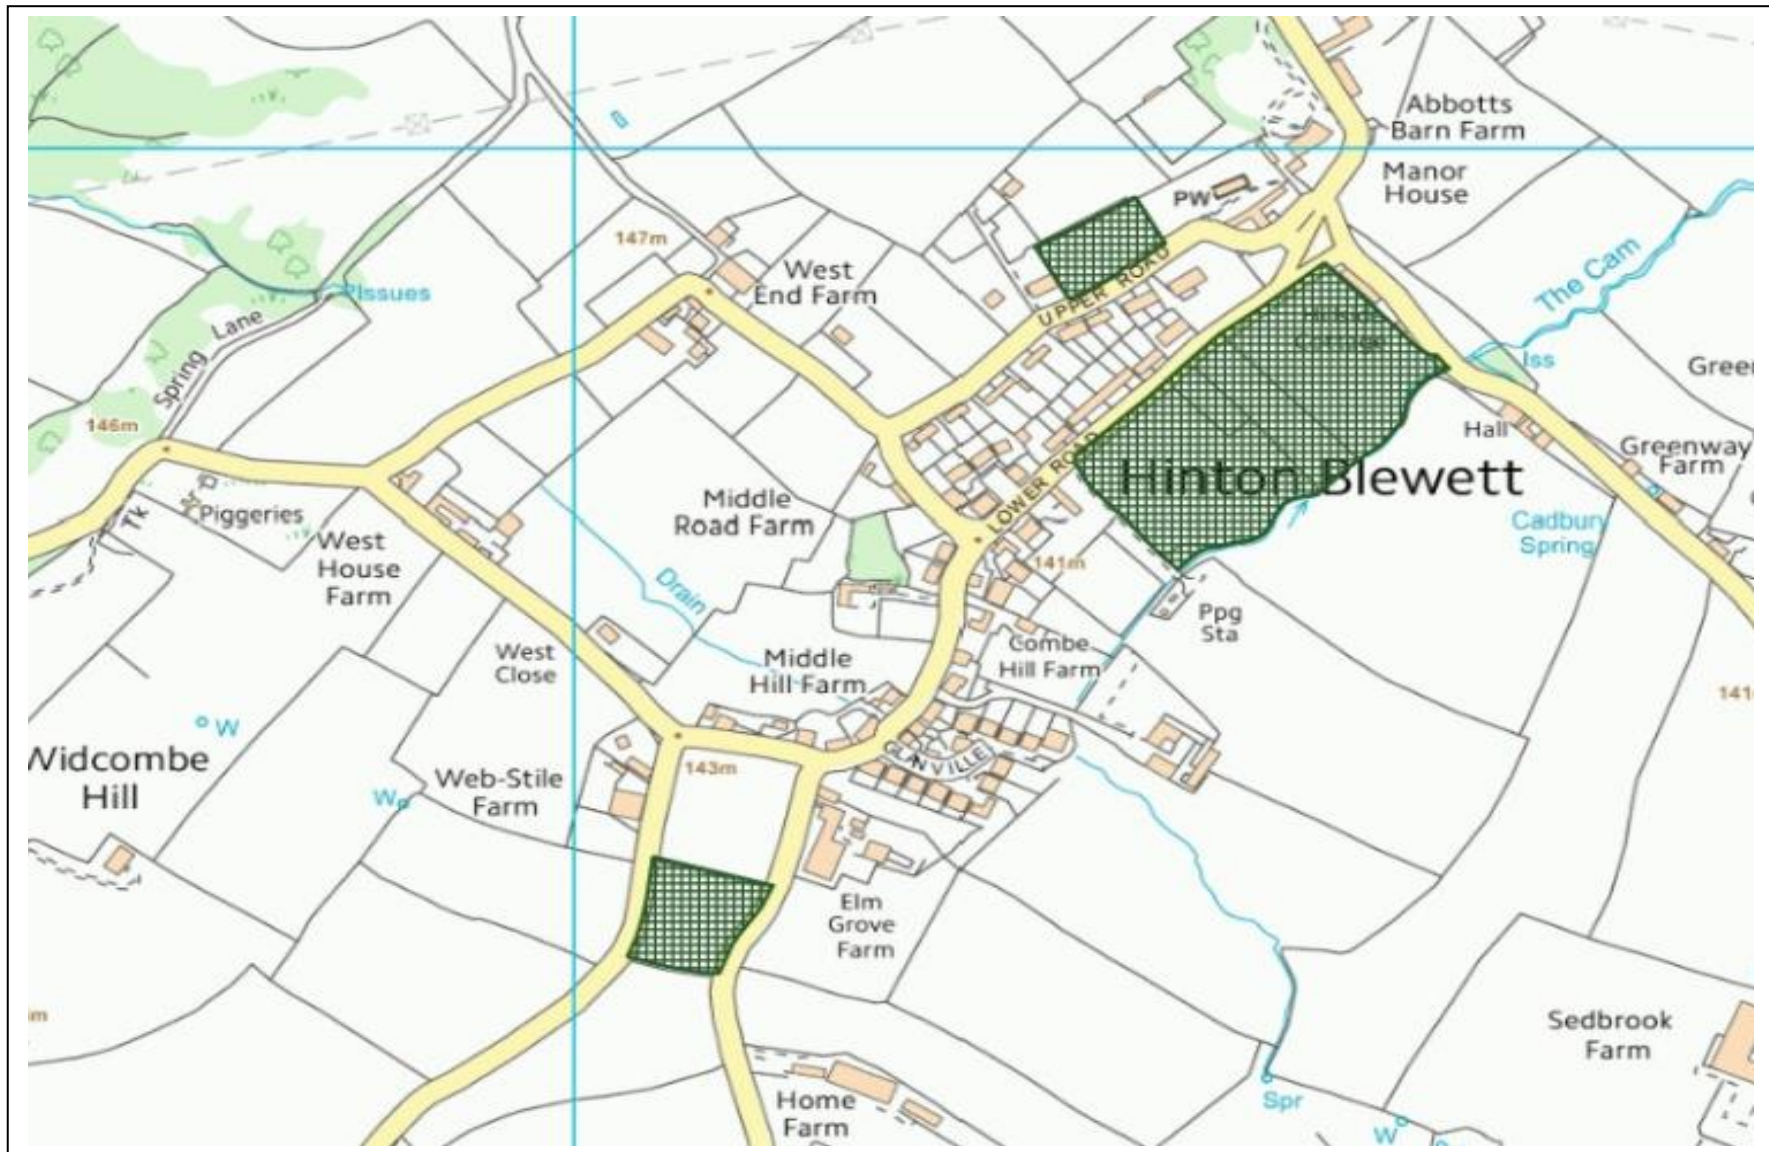 Abbotts
Barn Farm
Manor
House
PW
147m
West
End Farm
Issues
The Cam
UPPER ROAD
Spring Lane
Iss
Gree
146m
Hall
Greenway
Farm
LOWER ROAD
Hinton Blewett
Middle
Road Farm
Piggeries
Tk
West
House
Farm
Cadbury
Spring
141m
Drain
Ppg
Sta
West
Close
Middle
Hill Farm
Combe
Hill Farm
141
W
Widcombe
Hill
143m
GLANVILLE
Web-Stile
Farm
W
Elm
Grove
Farm
m
Sedbrook
Farm
Home
Farm
Spr
W